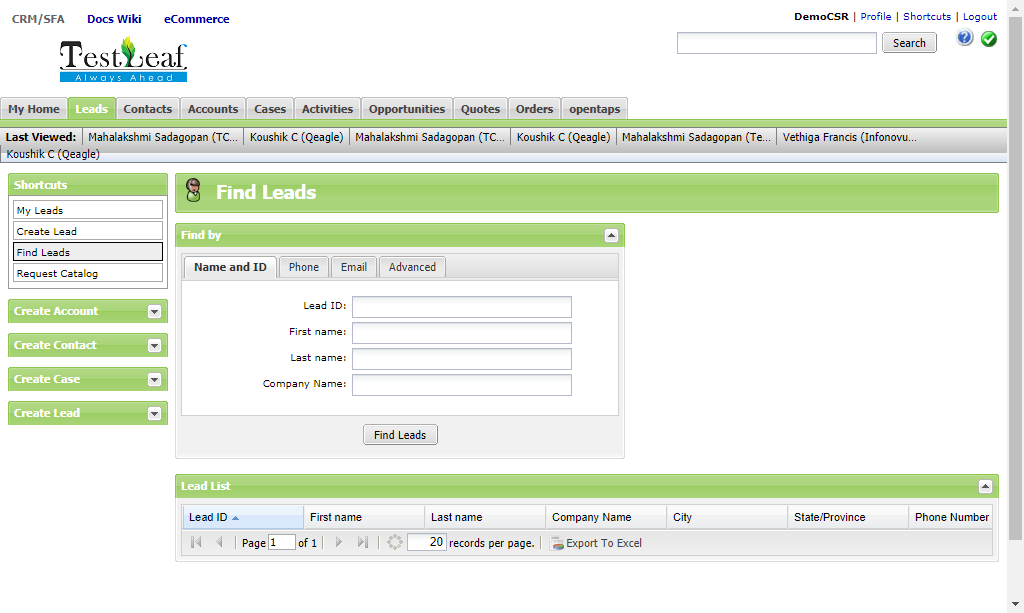 CRM/SFA Docs Wiki eCommerce
DemoCSR | Profile | Shortcuts | Logout
TestLeaf
Always Ahead
Search
My Home Leads Contacts Accounts Cases Activities Opportunities Quotes Orders opentaps
Last Viewed: Mahalakshmi Sadagopan (TC... Koushik C (Qeagle) Mahalakshmi Sadagopan (TC... Koushik C (Qeagle) Mahalakshmi Sadagopan (Te... Vethiga Francis (Infonovu...
Koushik C (Qeagle)
Shortcuts
My Leads
Create Lead
Find Leads
Request Catalog
Create Account
Create Contact
Create Case
Create Lead
Find Leads
Find by
Name and ID Phone Email Advanced
Lead ID:
First name:
Last name:
Company Name:
Find Leads
Lead List
Lead ID First name Last name Company Name City State/Province Phone Number
Page 1 of 1 20 records per page. Export To Excel